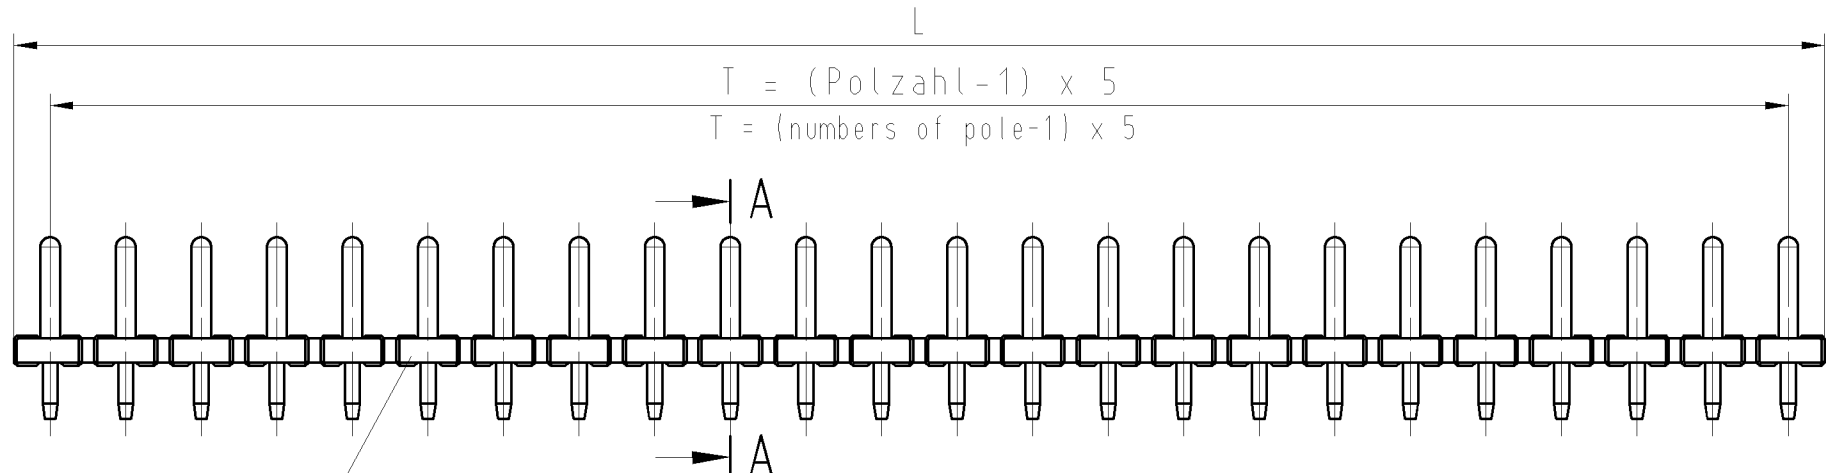 L
T = (Polzahl-1) x 5
T = (numbers of pole-1) x 5
A
A